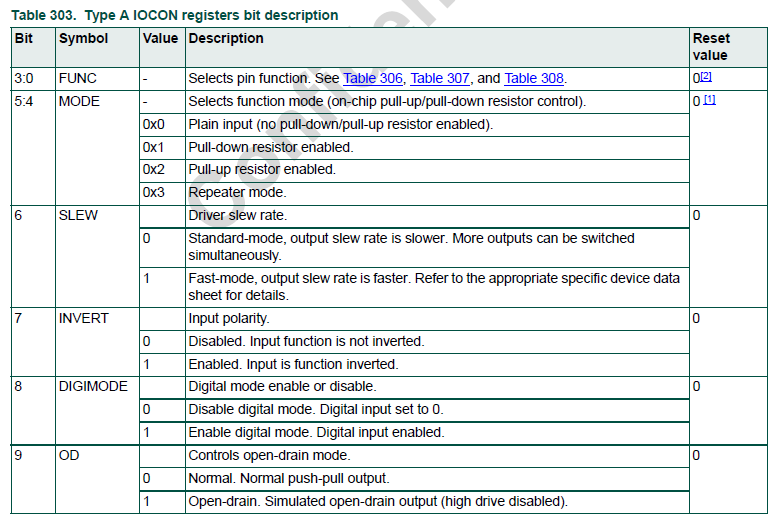 Table 303. Type A IOCON registers bit description
Bit Symbol Value Description Reset value
3:0 FUNC - Selects pin function. See Table 306, Table 307, and Table 308. 0[2]
5:4 MODE - Selects function mode (on-chip pull-up/pull-down resistor control). 0 [1]
0x0 Plain input (no pull-down/pull-up resistor enabled).
0x1 Pull-down resistor enabled.
0x2 Pull-up resistor enabled.
0x3 Repeater mode.
6 SLEW Driver slew rate. 0
0 Standard-mode, output slew rate is slower. More outputs can be switched
simultaneously.
1 Fast-mode, output slew rate is faster. Refer to the appropriate specific device data
sheet for details.
7 INVERT Input polarity. 0
0 Disabled. Input function is not inverted.
1 Enabled. Input is function inverted.
8 DIGIMODE Digital mode enable or disable. 0
0 Disable digital mode. Digital input set to 0.
1 Enable digital mode. Digital input enabled.
9 OD Controls open-drain mode. 0
0 Normal. Normal push-pull output.
1 Open-drain. Simulated open-drain output (high drive disabled).